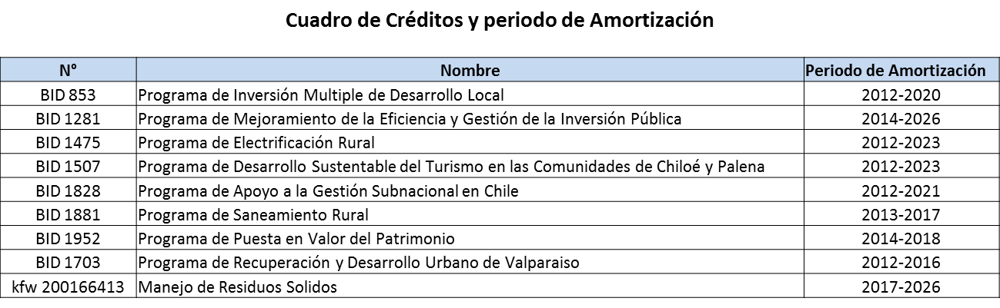 Cuadro de Créditos y periodo de Amortización
N° Nombre Periodo de Amortización
BID 853 Programa de Inversión Multiple de Desarrollo Local 2012-2020
BID 1281 Programa de Mejoramiento de la Eficiencia y Gestión de la Inversión Pública 2014-2026
BID 1475 Programa de Electrificación Rural 2012-2023
BID 1507 Programa de Desarrollo Sustentable del Turismo en las Comunidades de Chiloé y Palena 2012-2023
BID 1828 Programa de Apoyo a la Gestión Subnacional en Chile 2012-2021
BID 1881 Programa de Saneamiento Rural 2013-2017
BID 1952 Programa de Puesta en Valor del Patrimonio 2014-2018
BID 1703 Programa de Recuperación y Desarrollo Urbano de Valparaiso 2012-2016
kfw 200166413 Manejo de Residuos Solidos 2017-2026